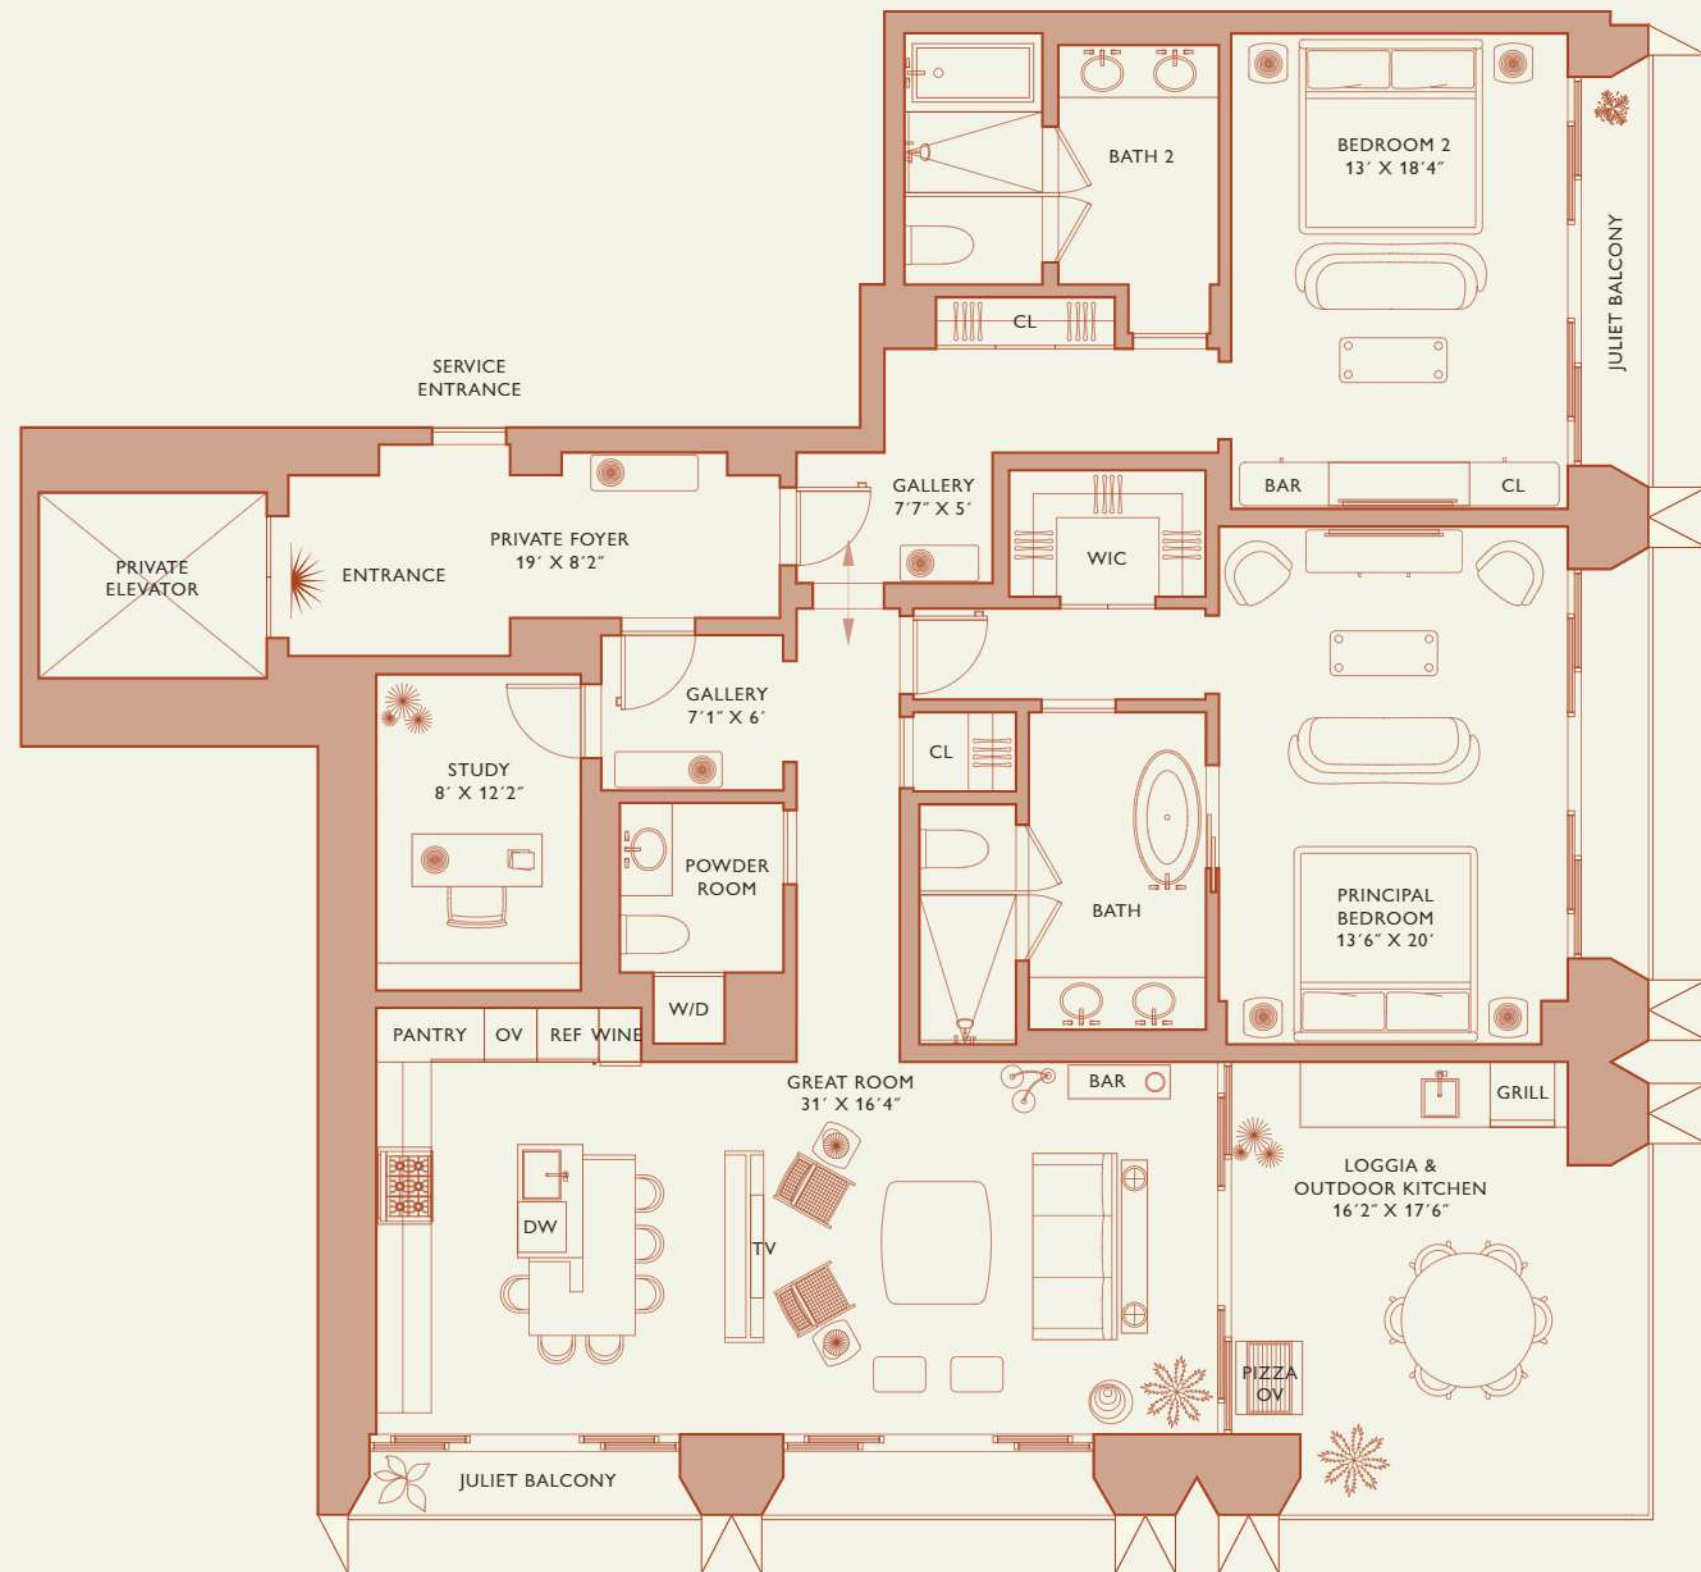 BATH 2
BEDROOM 2
13′ X 18′4″
JULIET BALCONY
CL
SERVICE
ENTRANCE
BAR
CL
GALLERY
7′7″ X 5′
PRIVATE FOYER
19′ X 8′2″
PRIVATE
ELEVATOR
ENTRANCE
WIC
GALLERY
7′1″ X 6′
CL
STUDY
8′ X 12′2″
POWDER
ROOM
BATH
PRINCIPAL
BEDROOM
13′6″ X 20′
W/D
PANTRY
OV
REF
WINE
GREAT ROOM
31′ X 16′4″
BAR
GRILL
LOGGIA &
OUTDOOR KITCHEN
16′2″ X 17′6″
DW
TV
PIZZA
OV
JULIET BALCONY